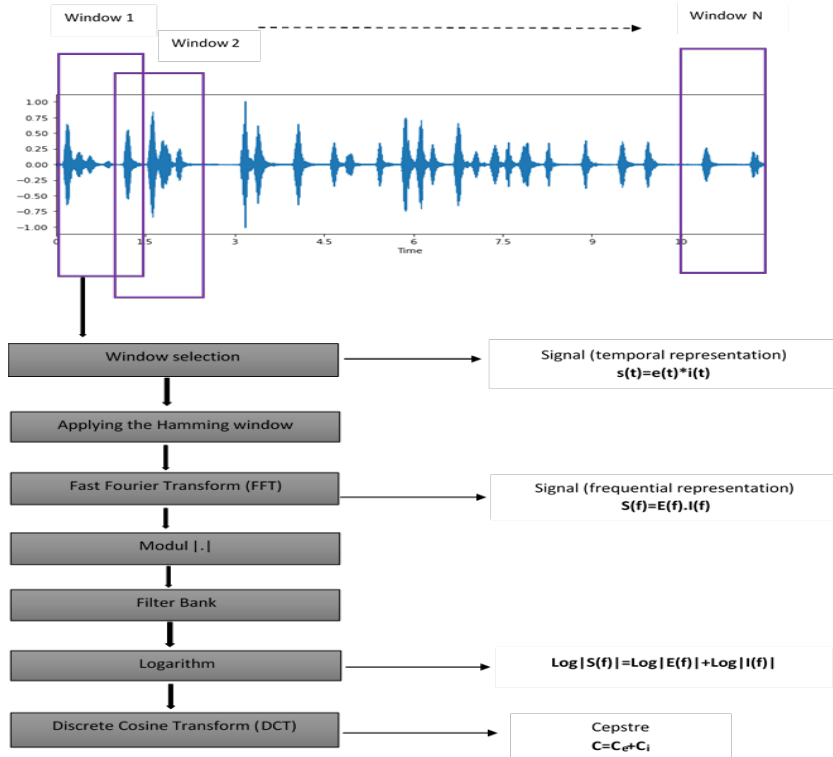 Window 1
Window 2
Window N
1.00
0.75
0.50
0.25
0.00
−0.25
−0.50
−0.75
−1.00
0 1.5 3 4.5 6 7.5 9 10
Time
Window selection
Signal (temporal representation)
s(t)=e(t)*i(t)
Applying the Hamming window
Fast Fourier Transform (FFT)
Signal (frequential representation)
S(f)=E(f).I(f)
Modul |.|
Filter Bank
Logarithm
Log|S(f)|=Log|E(f)|+Log|I(f)|
Discrete Cosine Transform (DCT)
Cepstre
C=Cₑ+Cᵢ